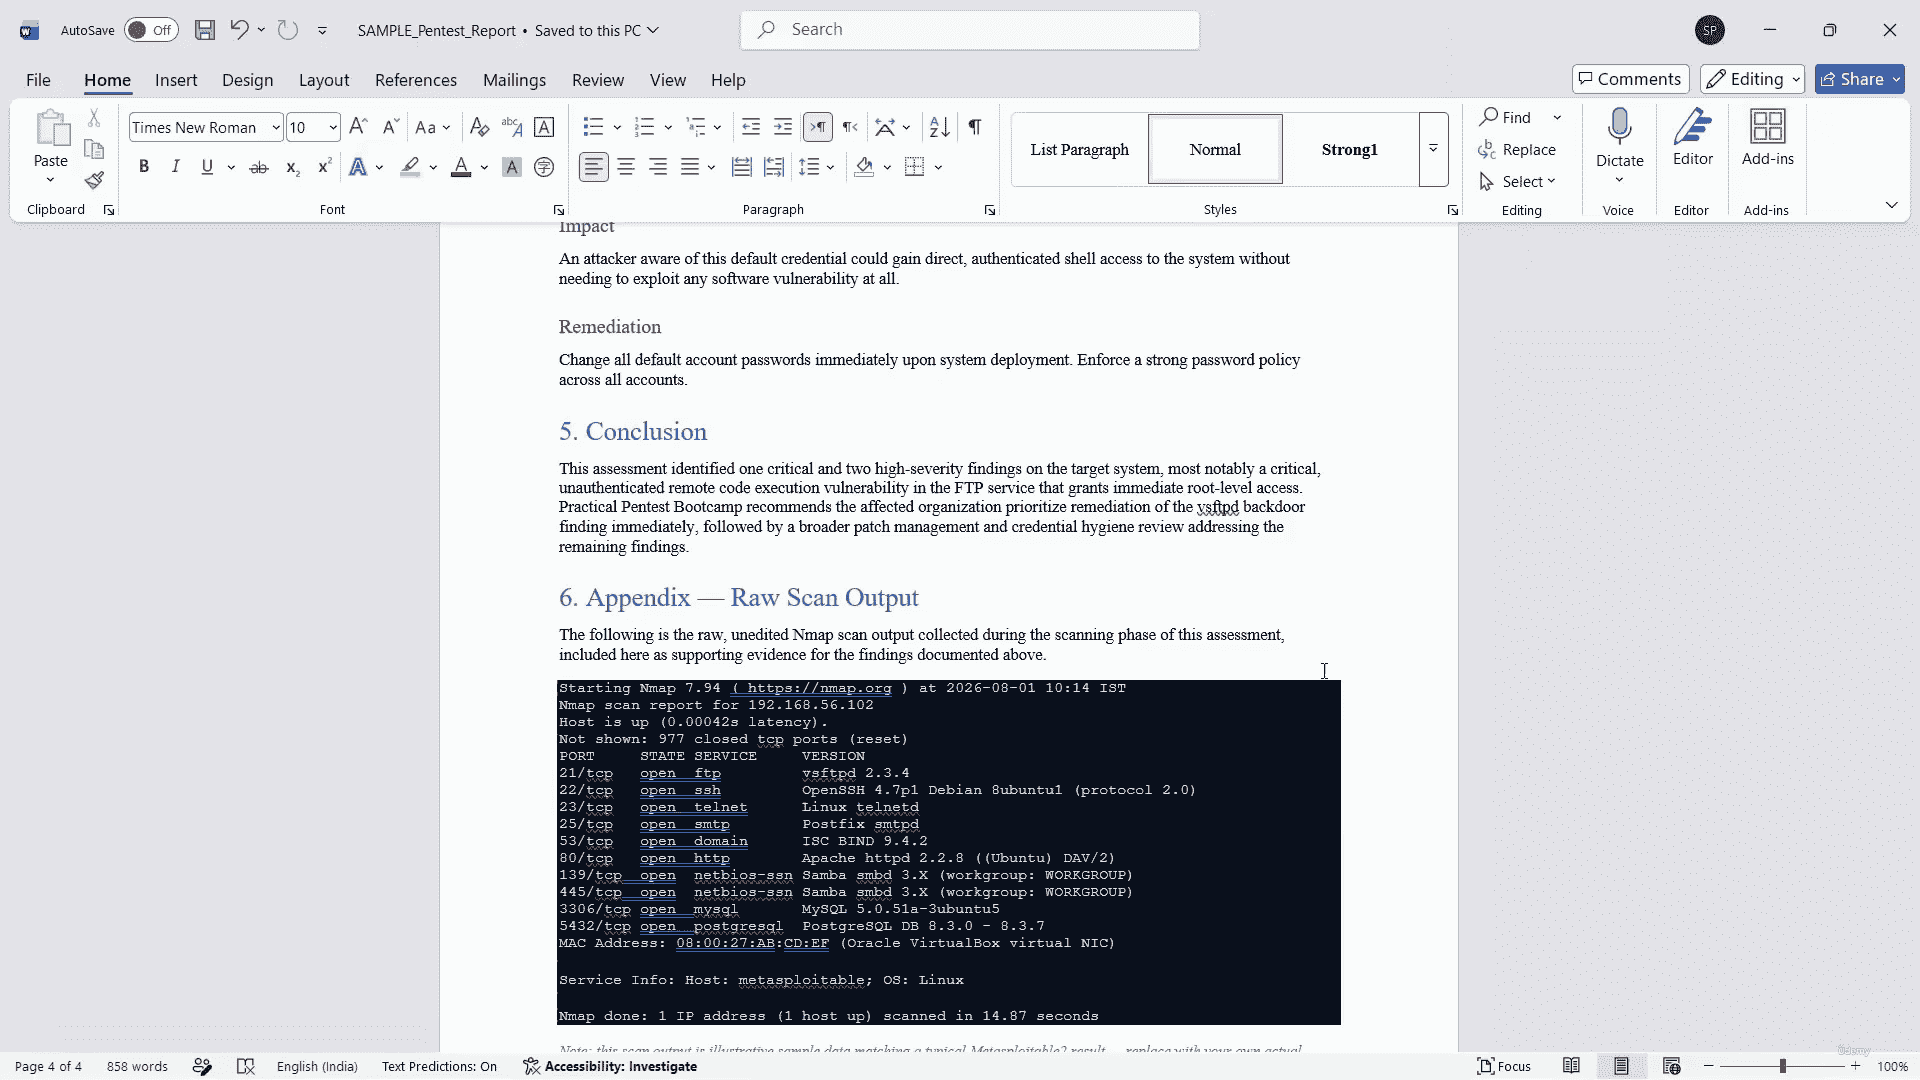 AutoSave Off SAMPLE_Pentest_Report • Saved to this PC Search SP
File Home Insert Design Layout References Mailings Review View Help Comments Editing Share
Paste Times New Roman 10 List Paragraph Normal Strong1 Find Replace Select Dictate Editor Add-ins
Clipboard Font Paragraph Styles Editing Voice Editor Add-ins
Impact
An attacker aware of this default credential could gain direct, authenticated shell access to the system without
needing to exploit any software vulnerability at all.
Remediation
Change all default account passwords immediately upon system deployment. Enforce a strong password policy
across all accounts.
5. Conclusion
This assessment identified one critical and two high-severity findings on the target system, most notably a critical,
unauthenticated remote code execution vulnerability in the FTP service that grants immediate root-level access.
Practical Pentest Bootcamp recommends the affected organization prioritize remediation of the vsftpd backdoor
finding immediately, followed by a broader patch management and credential hygiene review addressing the
remaining findings.
6. Appendix — Raw Scan Output
The following is the raw, unedited Nmap scan output collected during the scanning phase of this assessment,
included here as supporting evidence for the findings documented above.
Starting Nmap 7.94 ( https://nmap.org ) at 2026-08-01 10:14 IST
Nmap scan report for 192.168.56.102
Host is up (0.00042s latency).
Not shown: 977 closed tcp ports (reset)
PORT STATE SERVICE VERSION
21/tcp open ftp vsftpd 2.3.4
22/tcp open ssh OpenSSH 4.7p1 Debian 8ubuntu1 (protocol 2.0)
23/tcp open telnet Linux telnetd
25/tcp open smtp Postfix smtpd
53/tcp open domain ISC BIND 9.4.2
80/tcp open http Apache httpd 2.2.8 ((Ubuntu) DAV/2)
139/tcp open netbios-ssn Samba smbd 3.X (workgroup: WORKGROUP)
445/tcp open netbios-ssn Samba smbd 3.X (workgroup: WORKGROUP)
3306/tcp open mysql MySQL 5.0.51a-3ubuntu5
5432/tcp open postgresql PostgreSQL DB 8.3.0 - 8.3.7
MAC Address: 08:00:27:AB:CD:EF (Oracle VirtualBox virtual NIC)
Service Info: Host: metasploitable; OS: Linux
Nmap done: 1 IP address (1 host up) scanned in 14.87 seconds
Note: this scan output is illustrative sample data matching a typical Metasploitable2 result — replace with your own actual
Page 4 of 4 858 words English (India) Text Predictions: On Accessibility: Investigate Focus 100%
Udemy